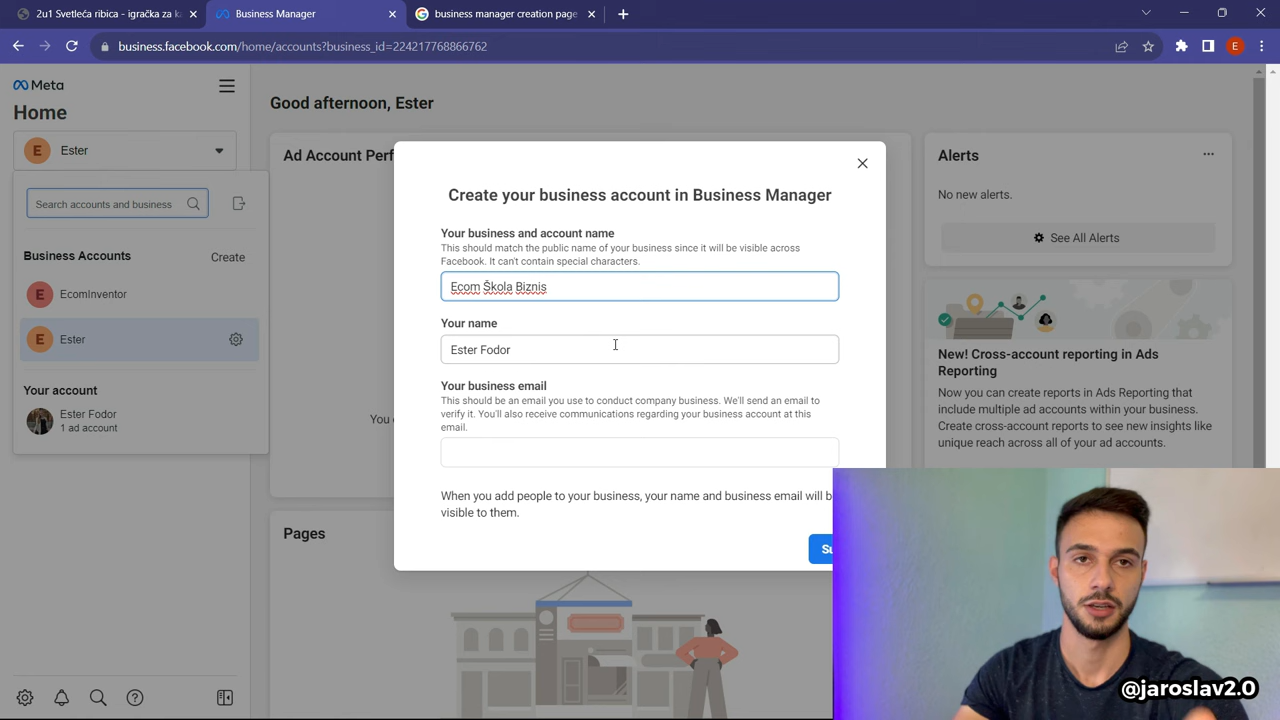 2u1 Svetleća ribica - igračka za k
Business Manager
business manager creation page
business.facebook.com/home/accounts?business_id=224217768866762
E
Meta
Home
E
Ester
Search accounts and business
Business Accounts
Create
E
EcomInventor
E
Ester
Your account
Ester Fodor
1 ad account
Good afternoon, Ester
Ad Account Perf
You c
Pages
Create your business account in Business Manager
Your business and account name
This should match the public name of your business since it will be visible across
Facebook. It can't contain special characters.
Ecom Škola Biznis
Your name
Ester Fodor
Your business email
This should be an email you use to conduct company business. We'll send an email to
verify it. You'll also receive communications regarding your business account at this
email.
When you add people to your business, your name and business email will b
visible to them.
Su
Alerts
No new alerts.
See All Alerts
New! Cross-account reporting in Ads
Reporting
Now you can create reports in Ads Reporting that
include multiple ad accounts within your business.
Create cross-account reports to see new insights like
unique reach across all of your ad accounts.
@jaroslav2.0